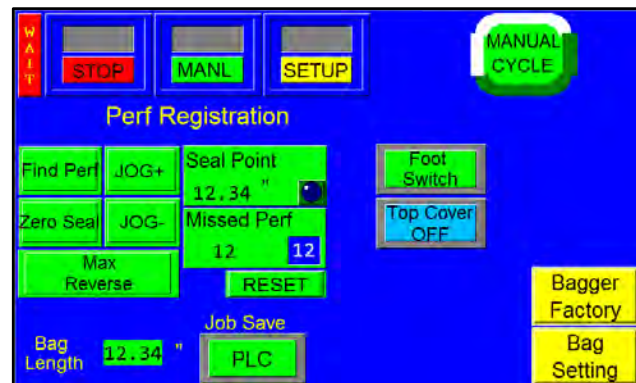 WAIT
STOP
MANL
SETUP
MANUAL
CYCLE
Perf Registration
Find Perf
JOG+
Seal Point
12.34 "
Foot
Switch
Zero Seal
JOG-
Missed Perf
12
12
Top Cover
OFF
Max
Reverse
RESET
Bagger
Factory
Job Save
Bag
Length
12.34 "
PLC
Bag
Setting